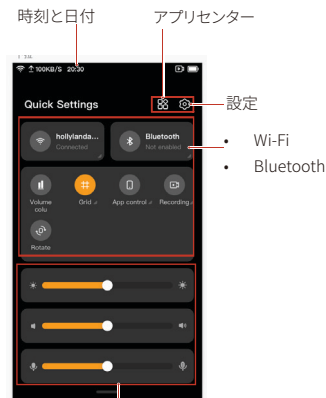 時刻と日付 アプリセンター
100KB/S 20:30
Quick Settings
設定
hollylanda...
Connected
Bluetooth
Not enabled
• Wi-Fi
• Bluetooth
Volume
colu
Grid
App control
Recording
Rotate